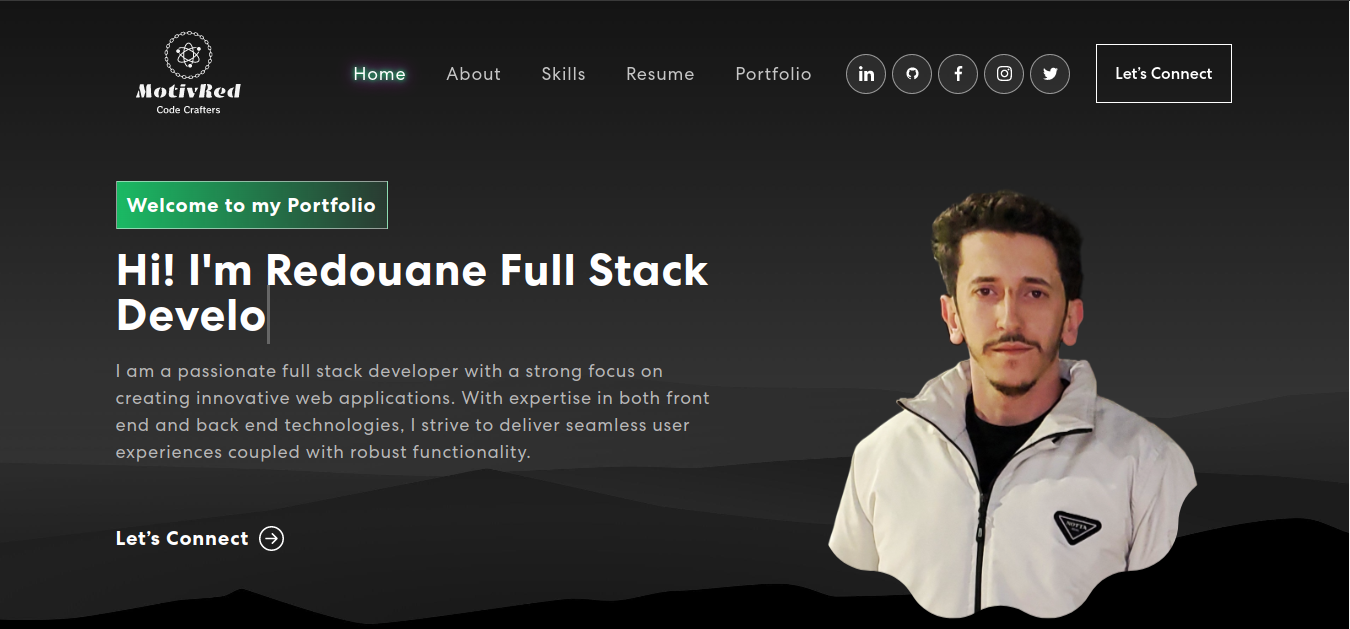 MotivRed
Code Crafters
Home About Skills Resume Portfolio
Let's Connect
Welcome to my Portfolio
Hi! I'm Redouane Full Stack
Develo
I am a passionate full stack developer with a strong focus on
creating innovative web applications. With expertise in both front
end and back end technologies, I strive to deliver seamless user
experiences coupled with robust functionality.
Let's Connect